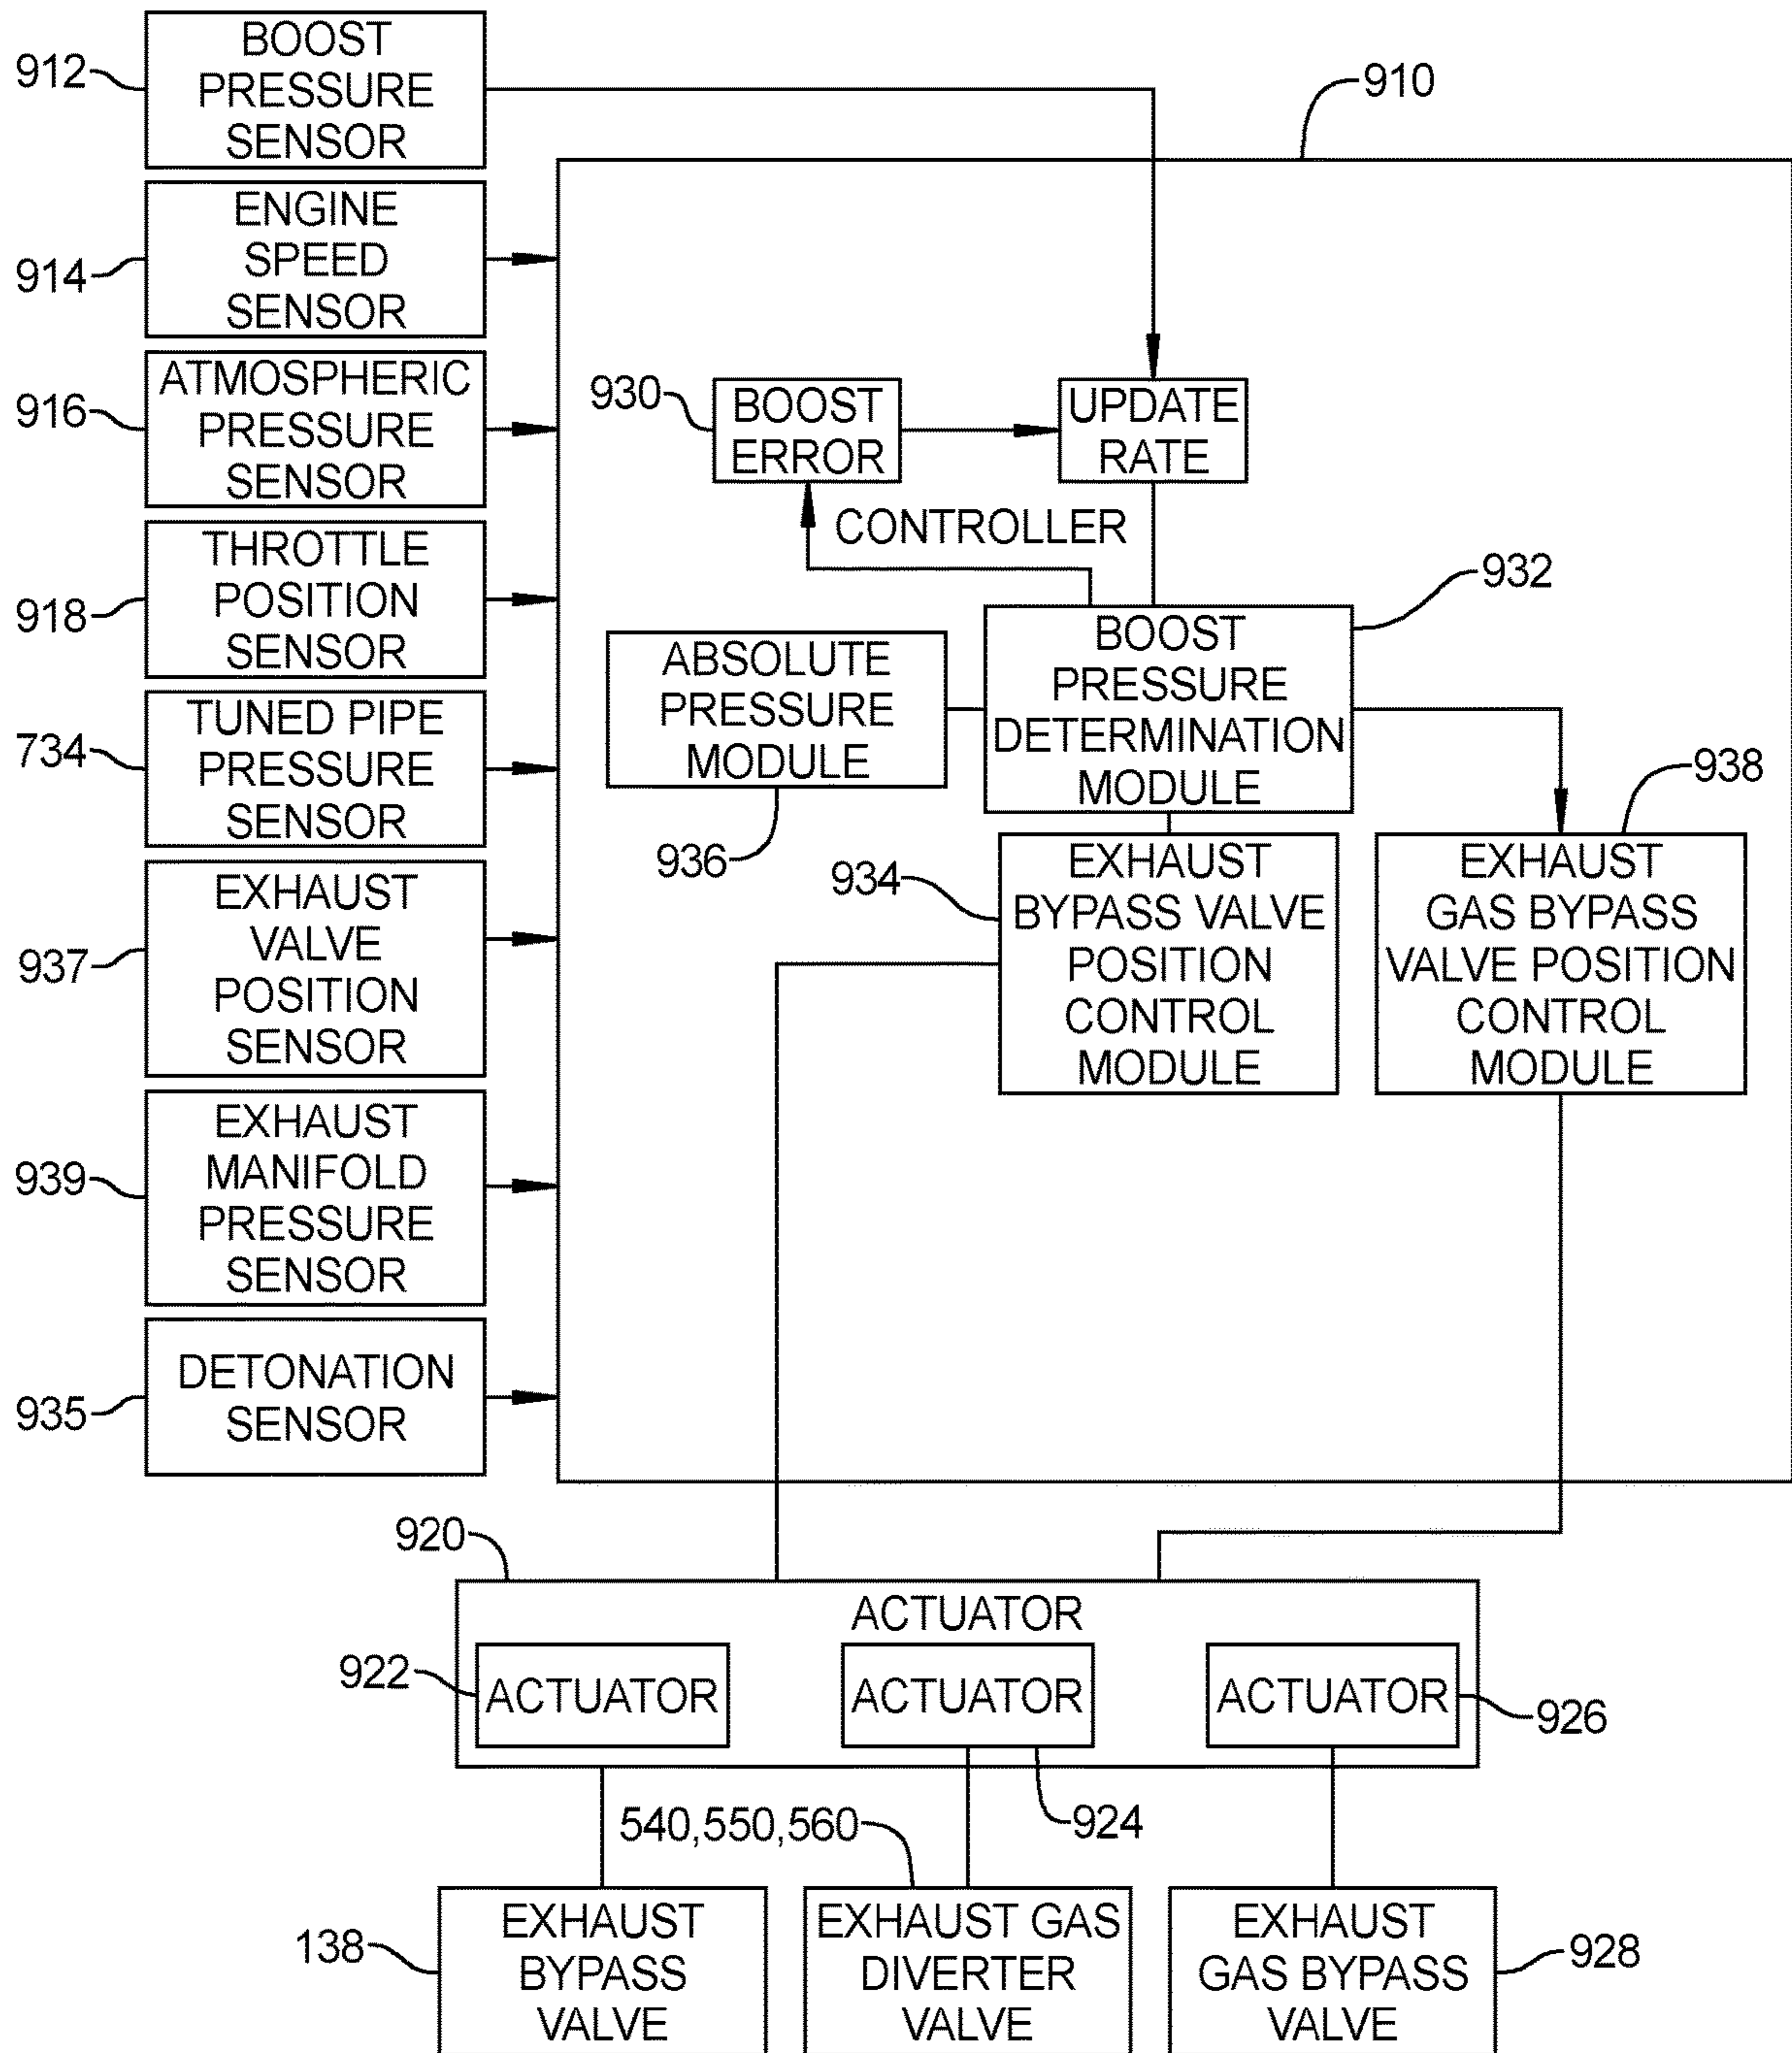 BOOST
PRESSURE
SENSOR
912
910
ENGINE
SPEED
SENSOR
914
ATMOSPHERIC
PRESSURE
SENSOR
916
930
BOOST
ERROR
UPDATE
RATE
CONTROLLER
THROTTLE
POSITION
SENSOR
918
932
BOOST
PRESSURE
DETERMINATION
MODULE
ABSOLUTE
PRESSURE
MODULE
936
TUNED PIPE
PRESSURE
SENSOR
734
938
934
EXHAUST
BYPASS VALVE
POSITION
CONTROL
MODULE
EXHAUST
GAS BYPASS
VALVE POSITION
CONTROL
MODULE
EXHAUST
VALVE
POSITION
SENSOR
937
EXHAUST
MANIFOLD
PRESSURE
SENSOR
939
DETONATION
SENSOR
935
920
ACTUATOR
922
ACTUATOR
ACTUATOR
ACTUATOR
926
540,550,560
924
138
EXHAUST
BYPASS
VALVE
EXHAUST GAS
DIVERTER
VALVE
EXHAUST
GAS BYPASS
VALVE
928